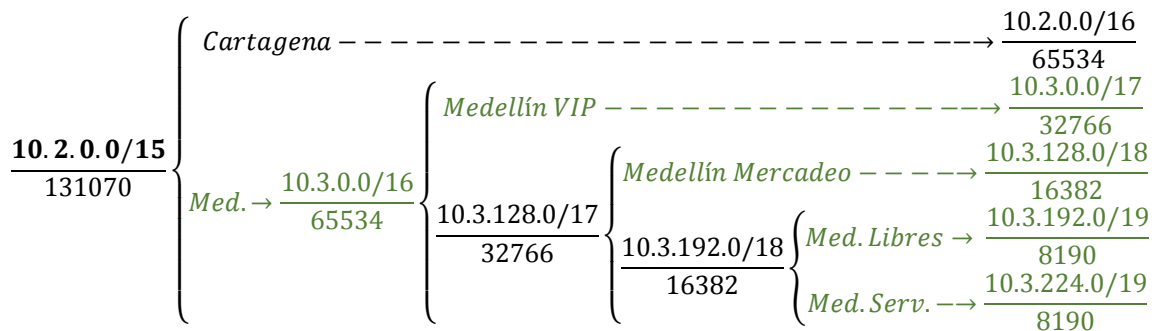 Cartagena − − − − − − − − − − − − − − − − − − − − − −→ 10.2.0.0/16
65534
Medellín VIP − − − − − − − − − − − − −→ 10.3.0.0/17
32766
10.2.0.0/15
131070
Med.→ 10.3.0.0/16
65534
Medellín Mercadeo − − − −→ 10.3.128.0/18
16382
10.3.128.0/17
32766
Med. Libres → 10.3.192.0/19
8190
10.3.192.0/18
16382
Med. Serv. −→ 10.3.224.0/19
8190